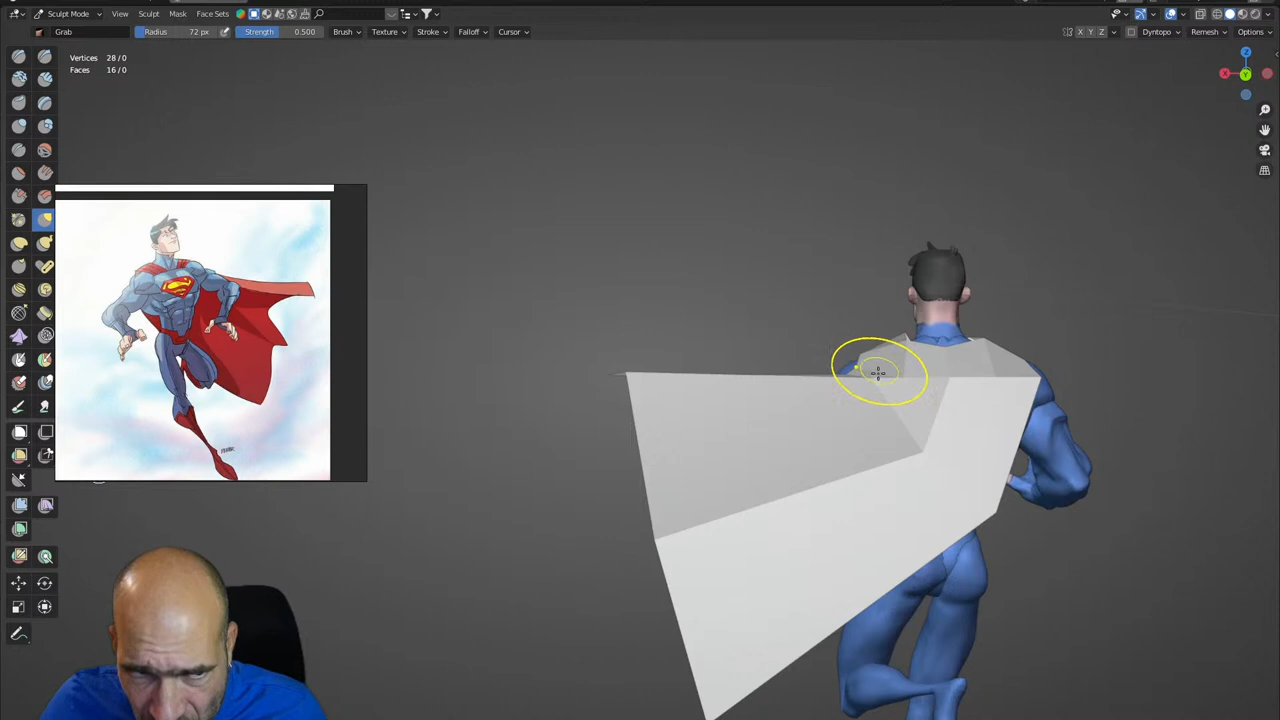 Sculpt Mode View Sculpt Mask Face Sets
Grab Radius 72 px Strength 0.500 Brush Texture Stroke Falloff Cursor X Y Z Dyntopo Remesh Options
Vertices 28/0
Faces 16/0
Z
X Y
S